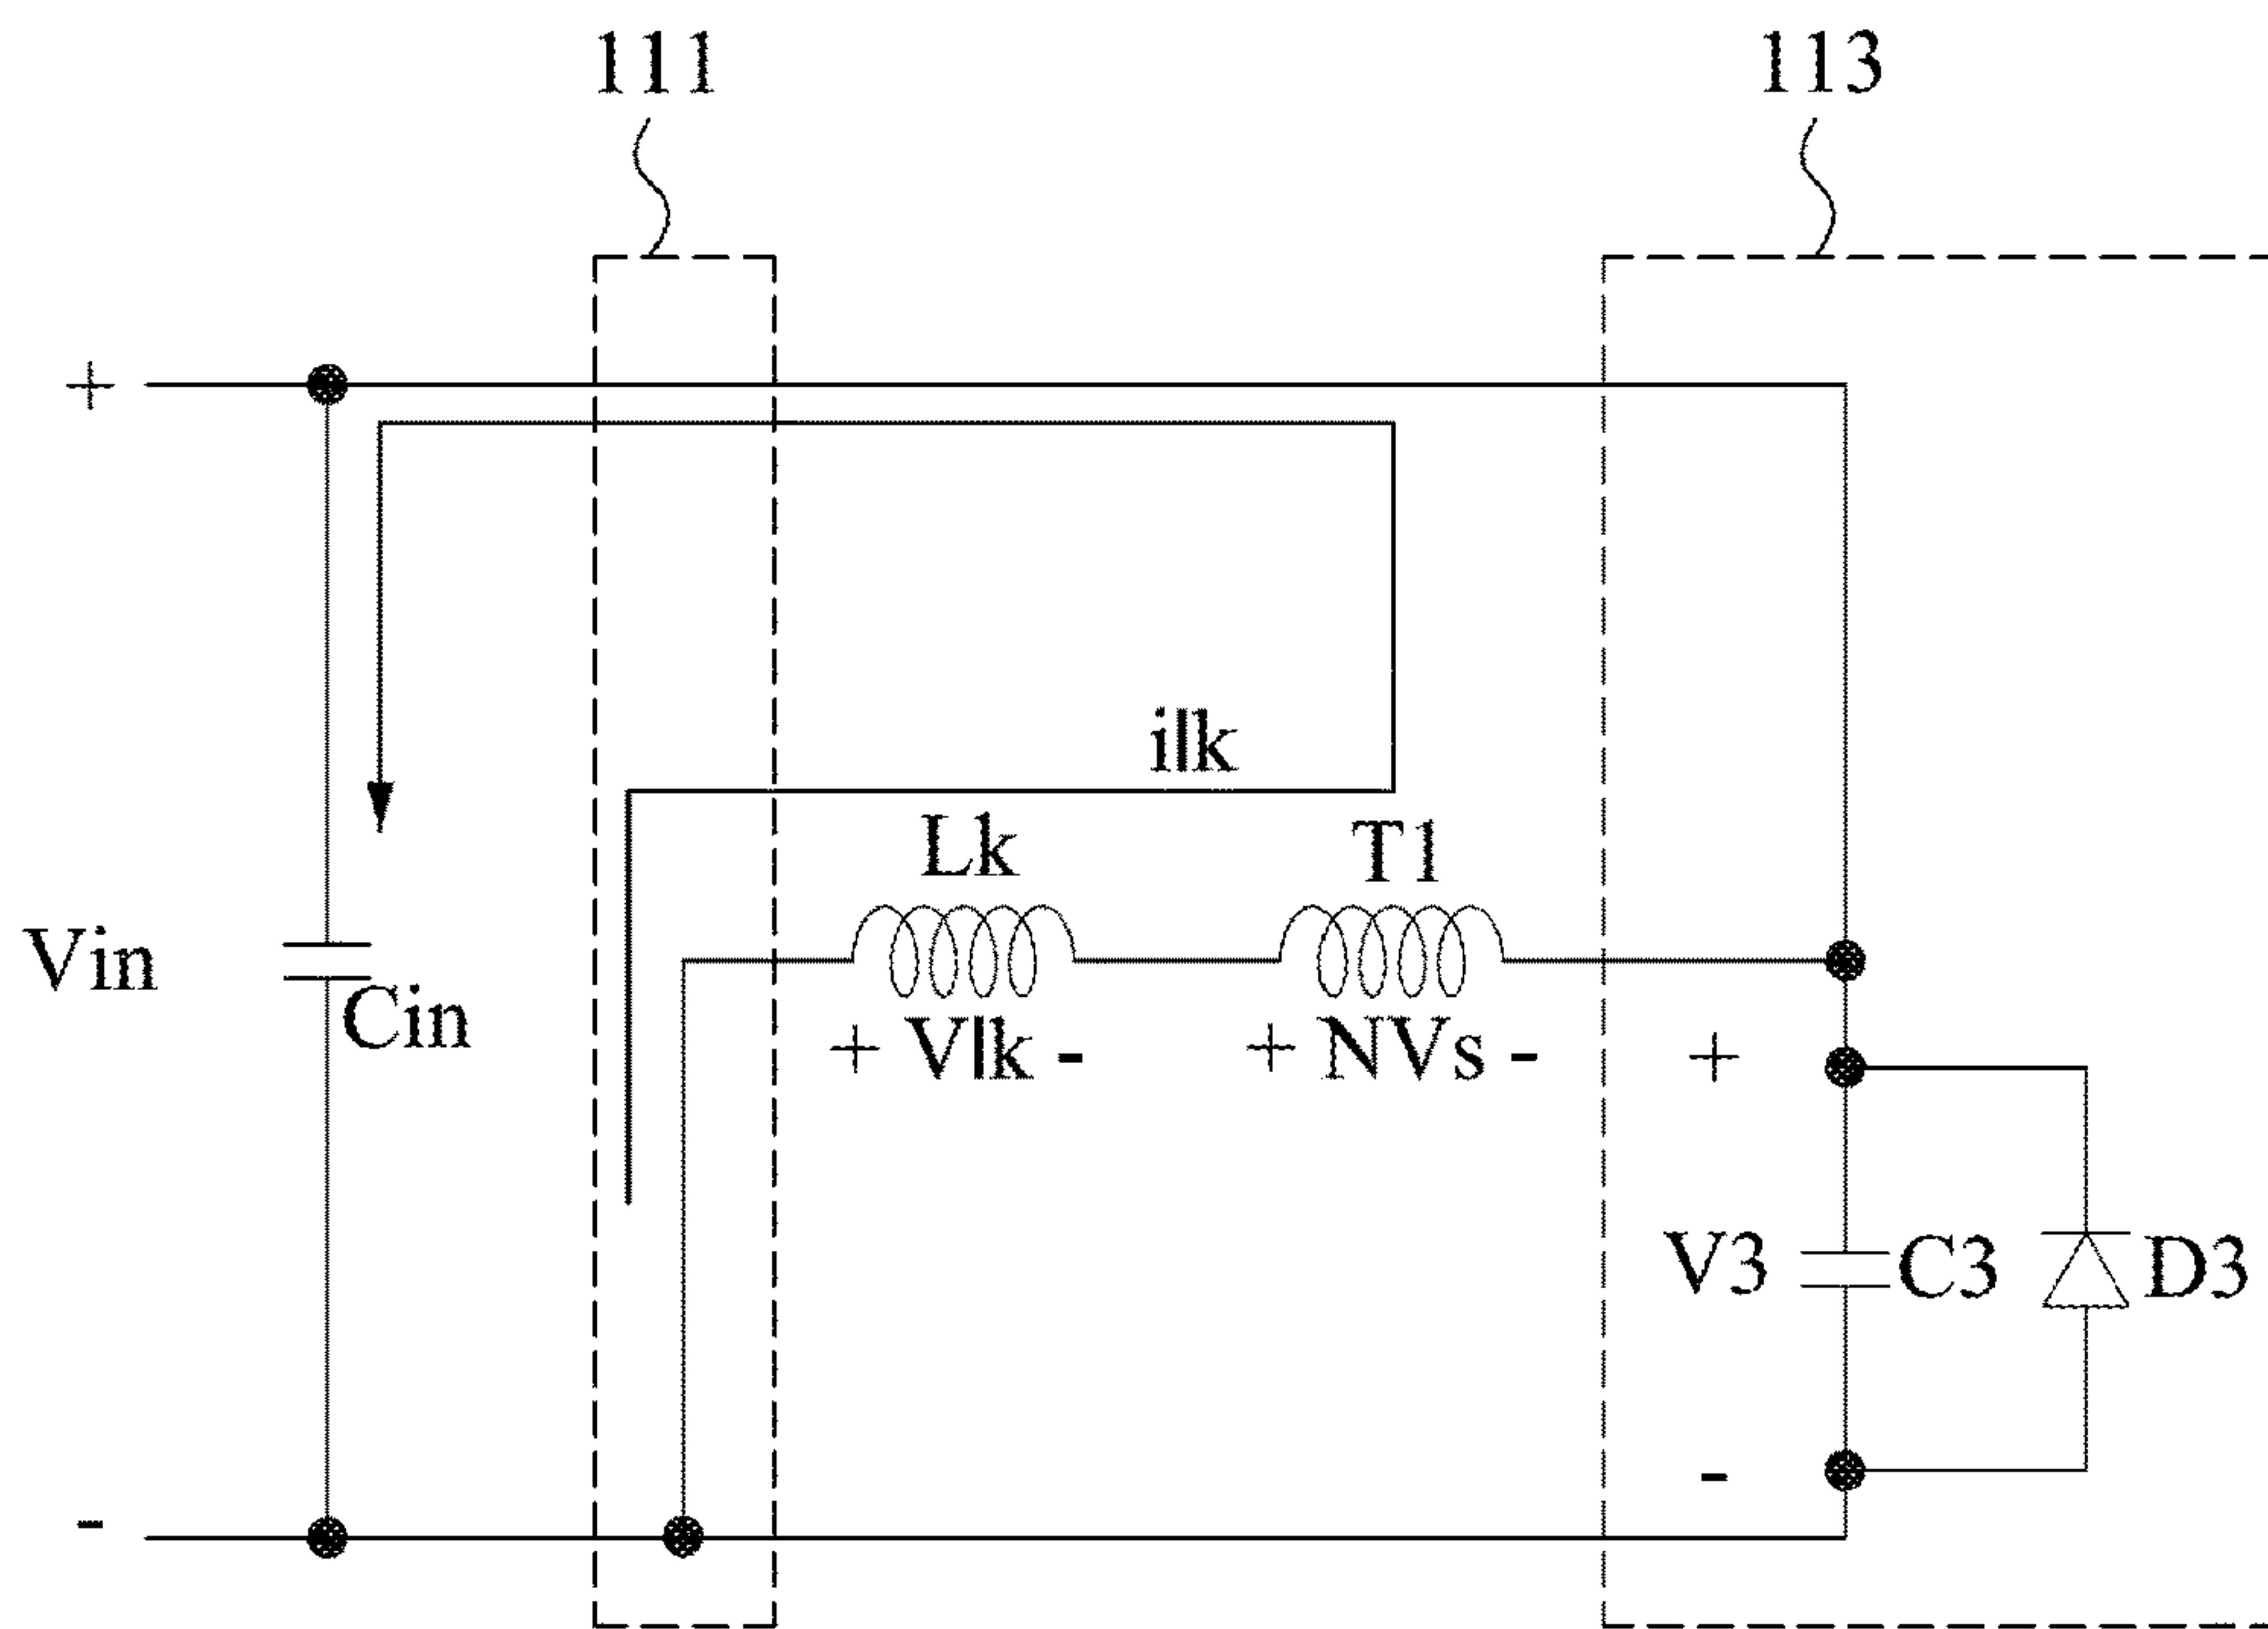 111
113
+
ilk
Lk
T1
Vin
Cin
+ Vlk -
+ NVs -
+
V3
C3
D3
-
-